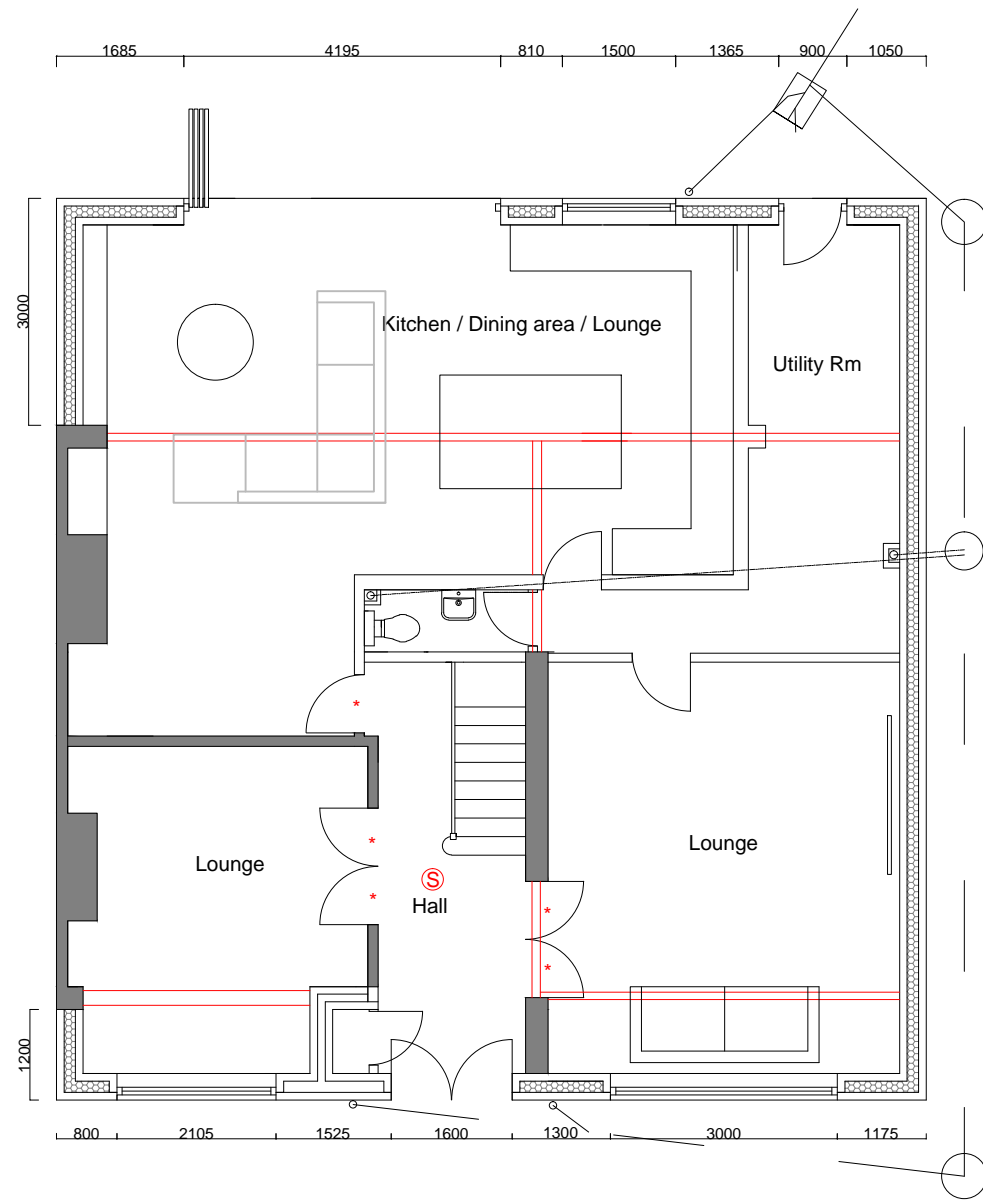 1685 4195 810 1500 1365 900 1050
3000
Kitchen / Dining area / Lounge
Utility Rm
*
Lounge
*
*
S
Hall
Lounge
*
*
1200
800 2105 1525 1600 1300 3000 1175